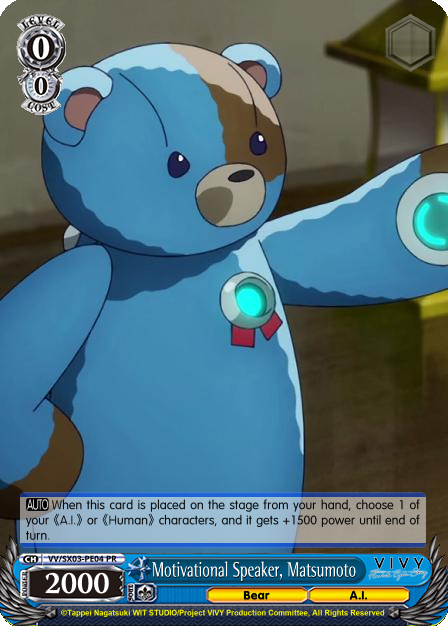 LEVEL
0
0
COST
AUTO When this card is placed on the stage from your hand, choose 1 of
your 《A.I.》 or 《Human》 characters, and it gets +1500 power until end of
turn.
CH VV/SX03-PE04 PR
POWER 2000 SOUL
Motivational Speaker, Matsumoto
VIVY
Bear A.I.
©Tappei Nagatsuki WIT STUDIO/Project VIVY Production Committee, All Rights Reserved